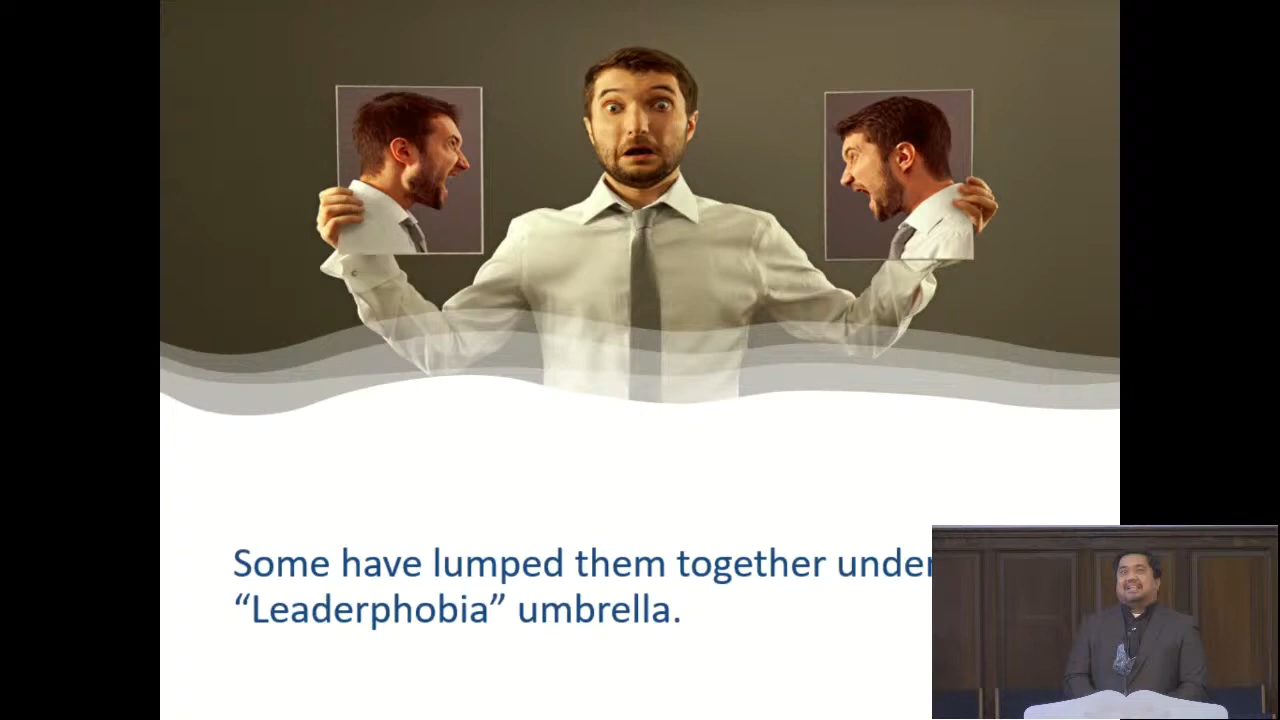 Some have lumped them together under
“Leaderphobia” umbrella.